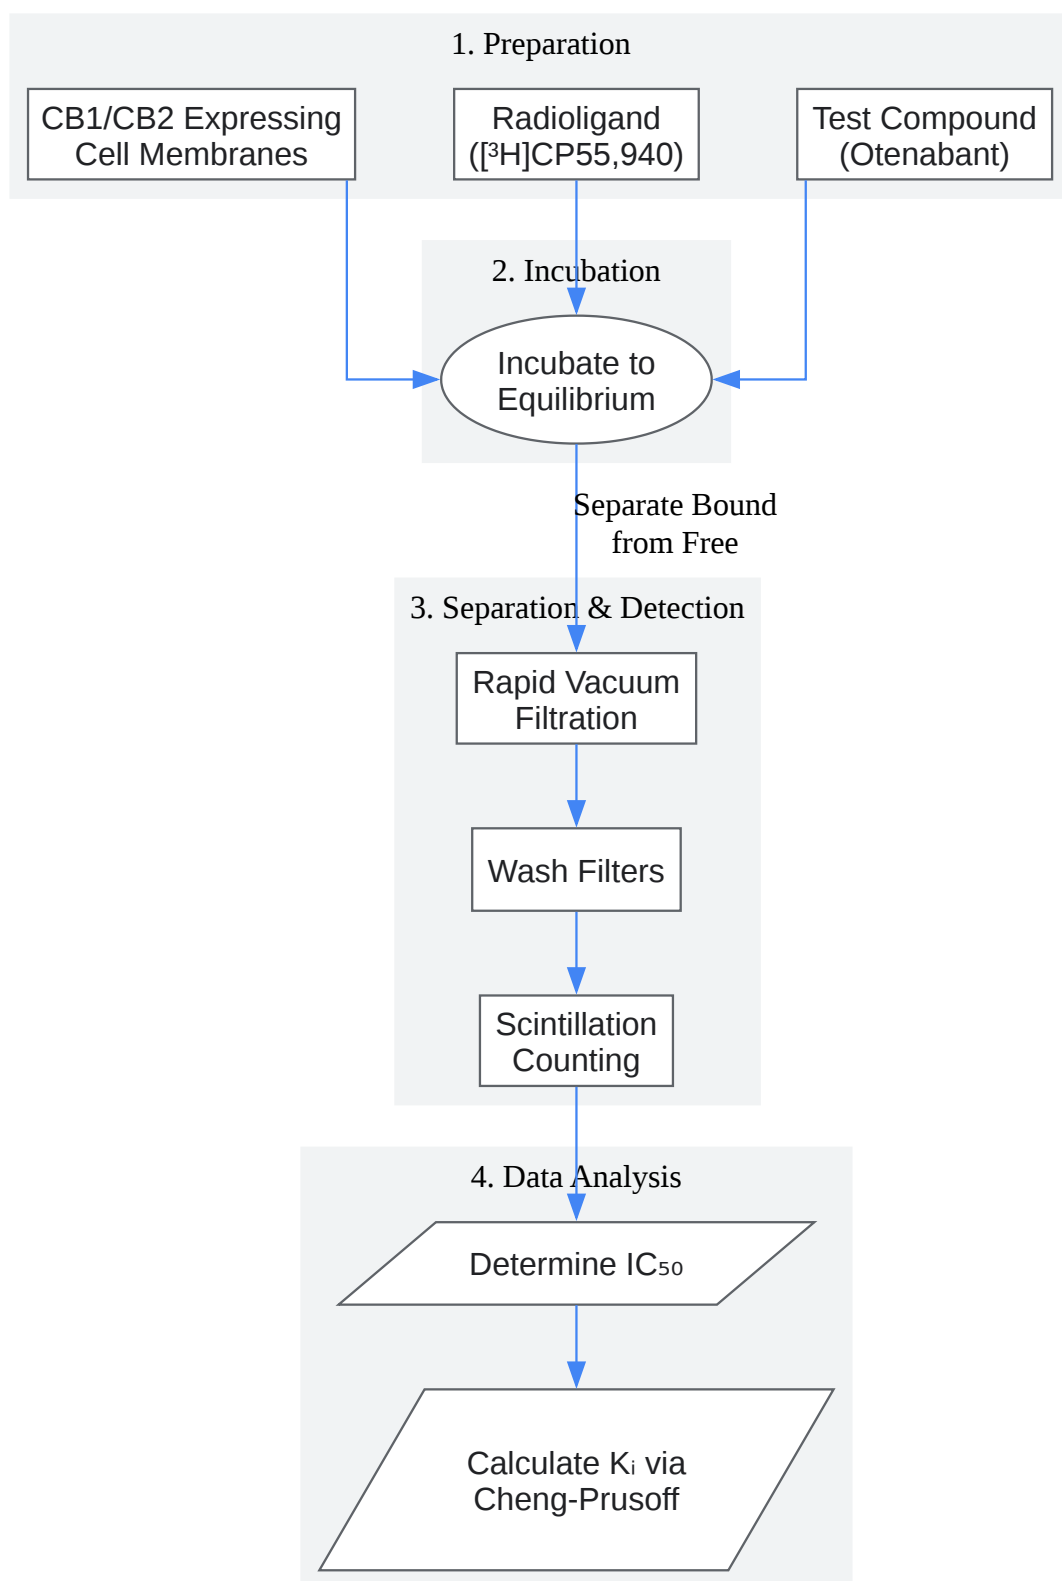 1. Preparation
CB1/CB2 Expressing
Cell Membranes
Radioligand
([³H]CP55,940)
Test Compound
(Otenabant)
2. Incubation
Incubate to
Equilibrium
Separate Bound
from Free
3. Separation & Detection
Rapid Vacuum
Filtration
Wash Filters
Scintillation
Counting
4. Data Analysis
Determine IC₅₀
Calculate Kᵢ via
Cheng-Prusoff